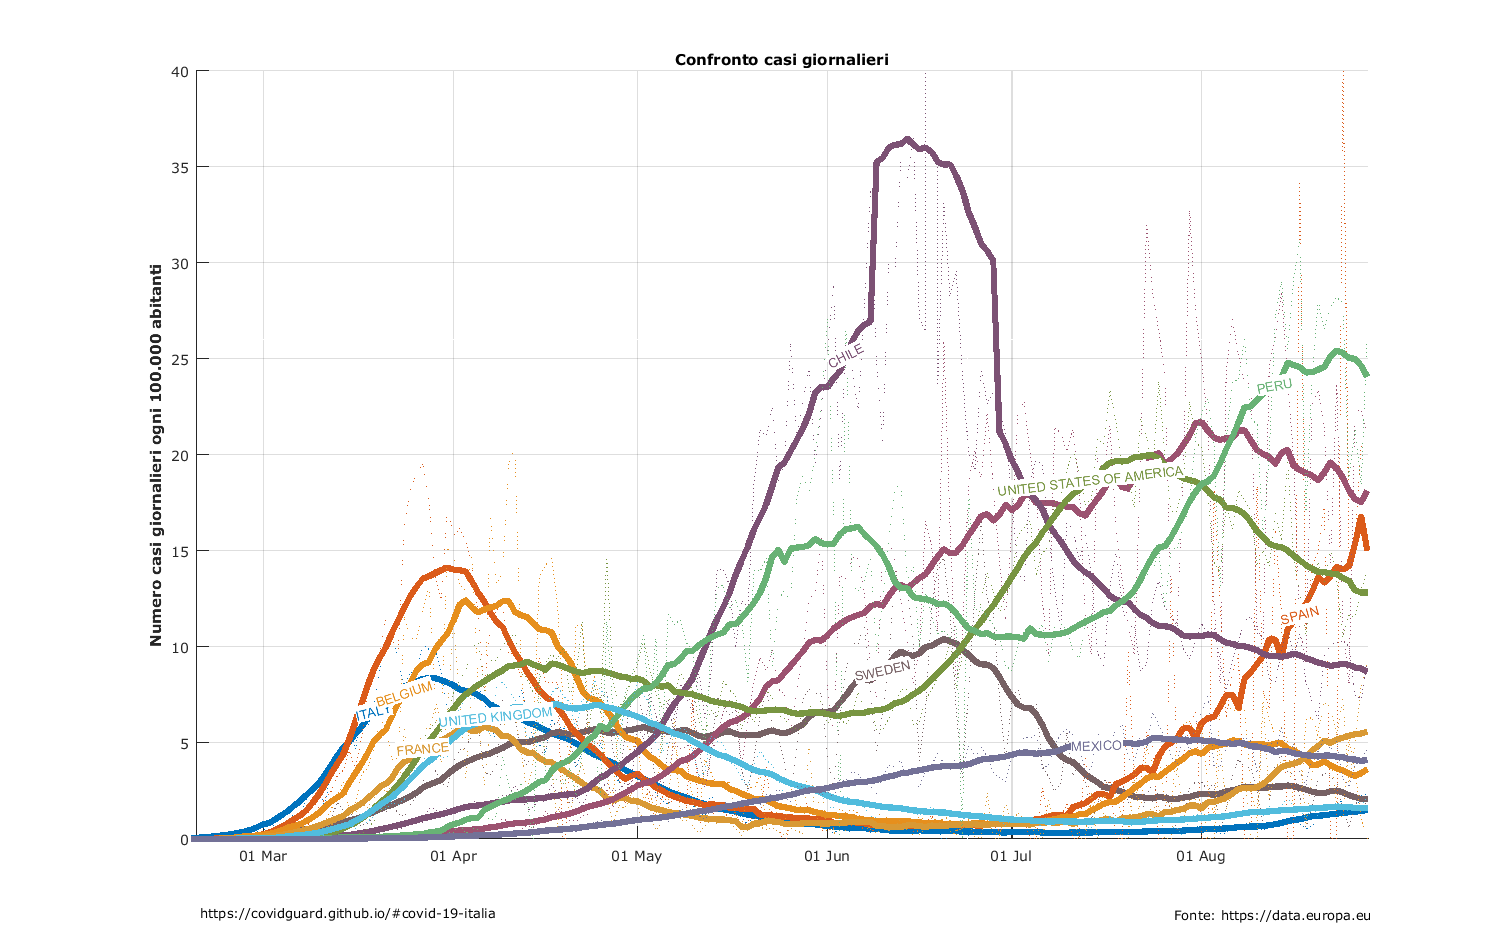 Confronto casi giornalieri
Numero casi giornalieri ogni 100.000 abitanti
40
35
30
25
20
15
10
5
0
CHILE
PERU
UNITED STATES OF AMERICA
SPAIN
SWEDEN
BELGIUM
ITALY
UNITED KINGDOM
FRANCE
MEXICO
01 Mar
01 Apr
01 May
01 Jun
01 Jul
01 Aug
https://covidguard.github.io/#covid-19-italia
Fonte: https://data.europa.eu